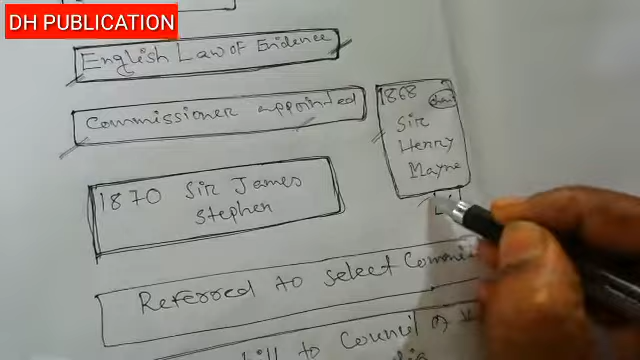 DH PUBLICATION
English Law of Evidence
Commissioner appointed
1868
Sir
Henry
Mayne
1870 Sir James
Stephen
Referred to select
bill to Council of